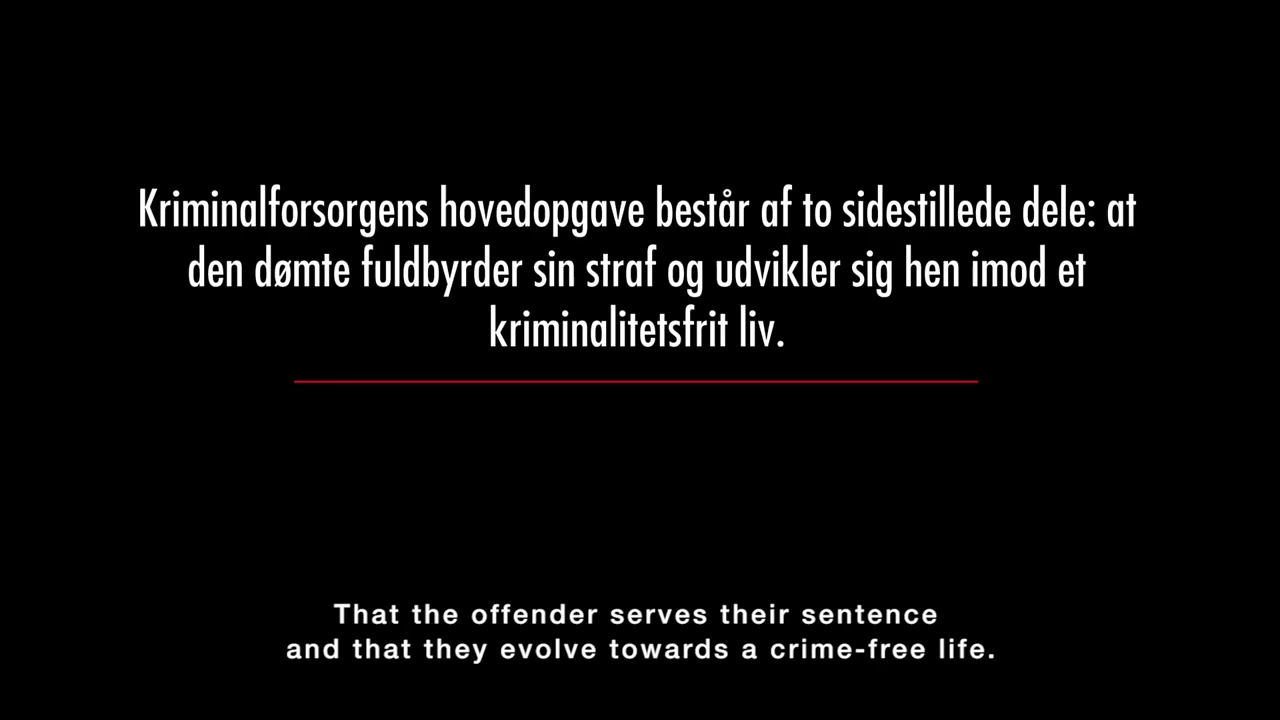 Kriminalforsorgens hovedopgave består af to sidestillede dele: at
den dømte fuldbyrder sin straf og udvikler sig hen imod et
kriminalitetsfrit liv.
That the offender serves their sentence
and that they evolve towards a crime-free life.